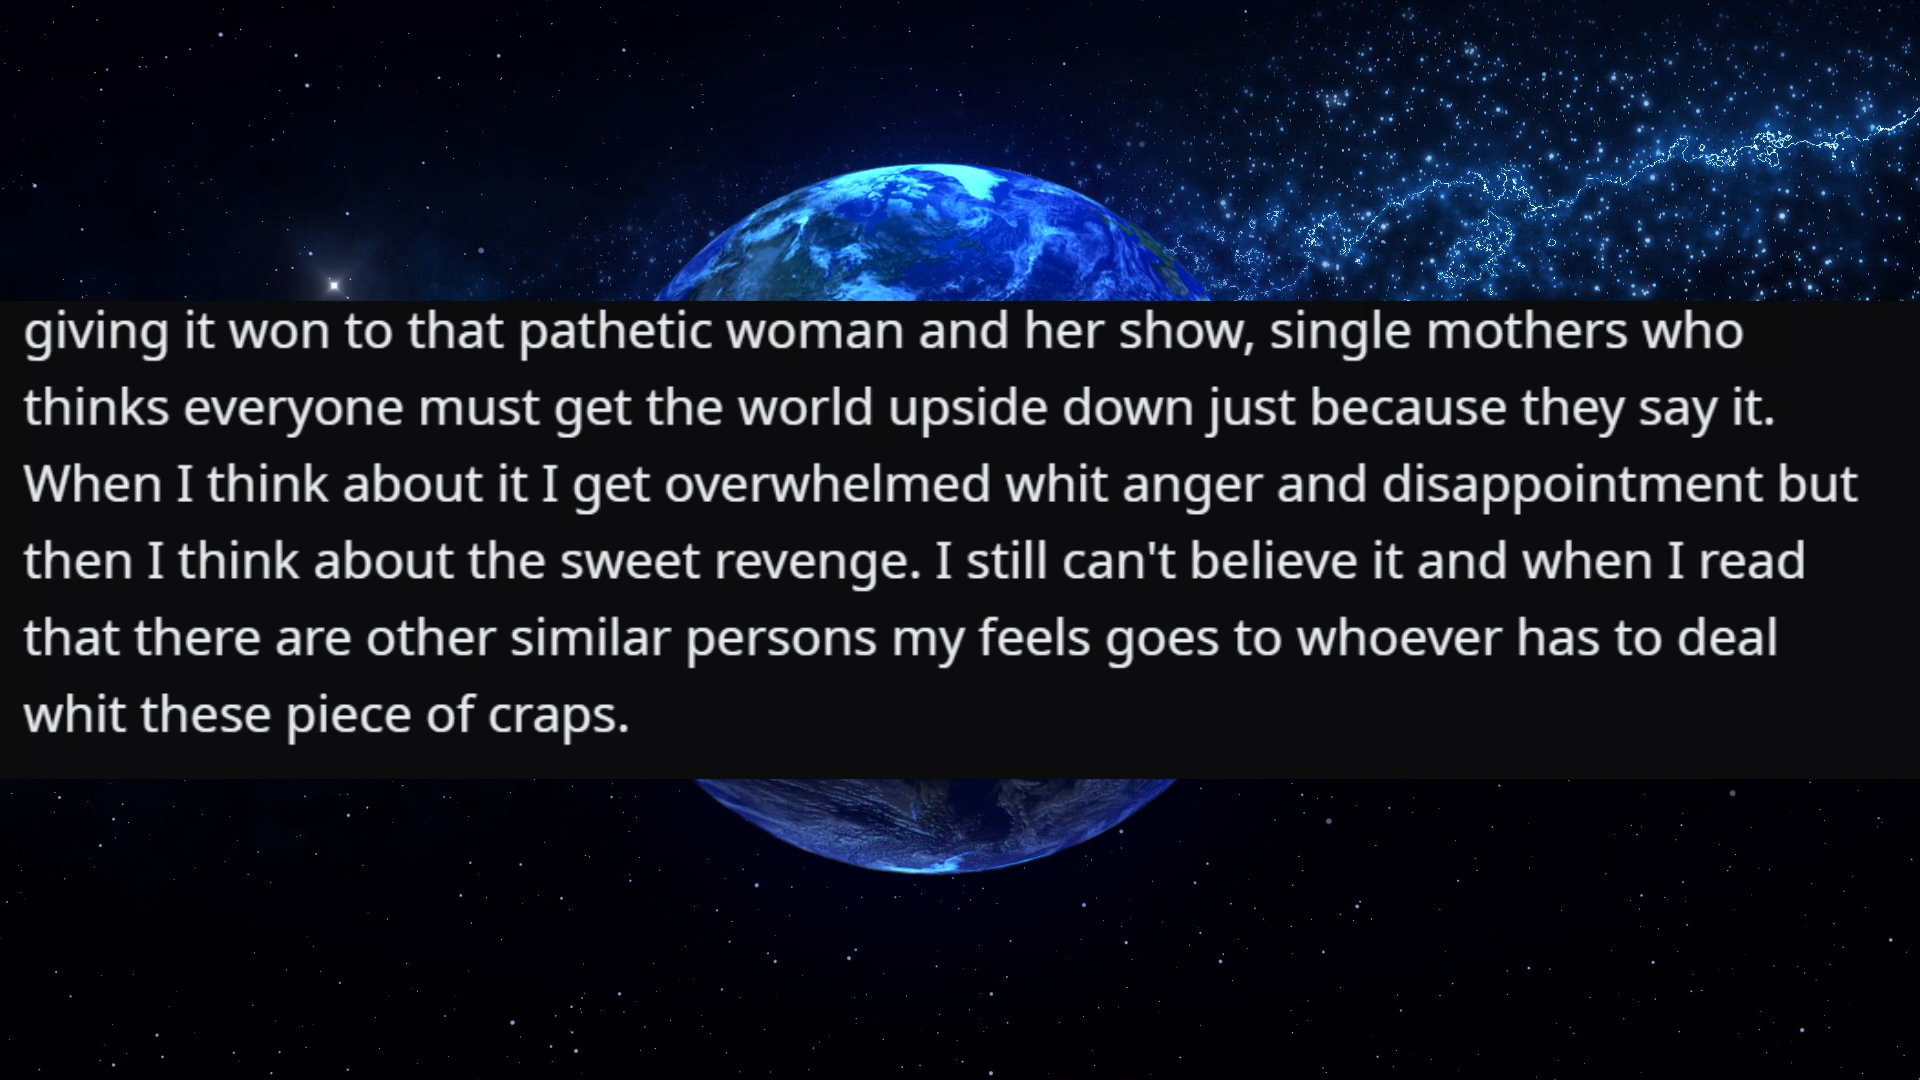 giving it won to that pathetic woman and her show, single mothers who
thinks everyone must get the world upside down just because they say it.
When I think about it I get overwhelmed whit anger and disappointment but
then I think about the sweet revenge. I still can't believe it and when I read
that there are other similar persons my feels goes to whoever has to deal
whit these piece of craps.